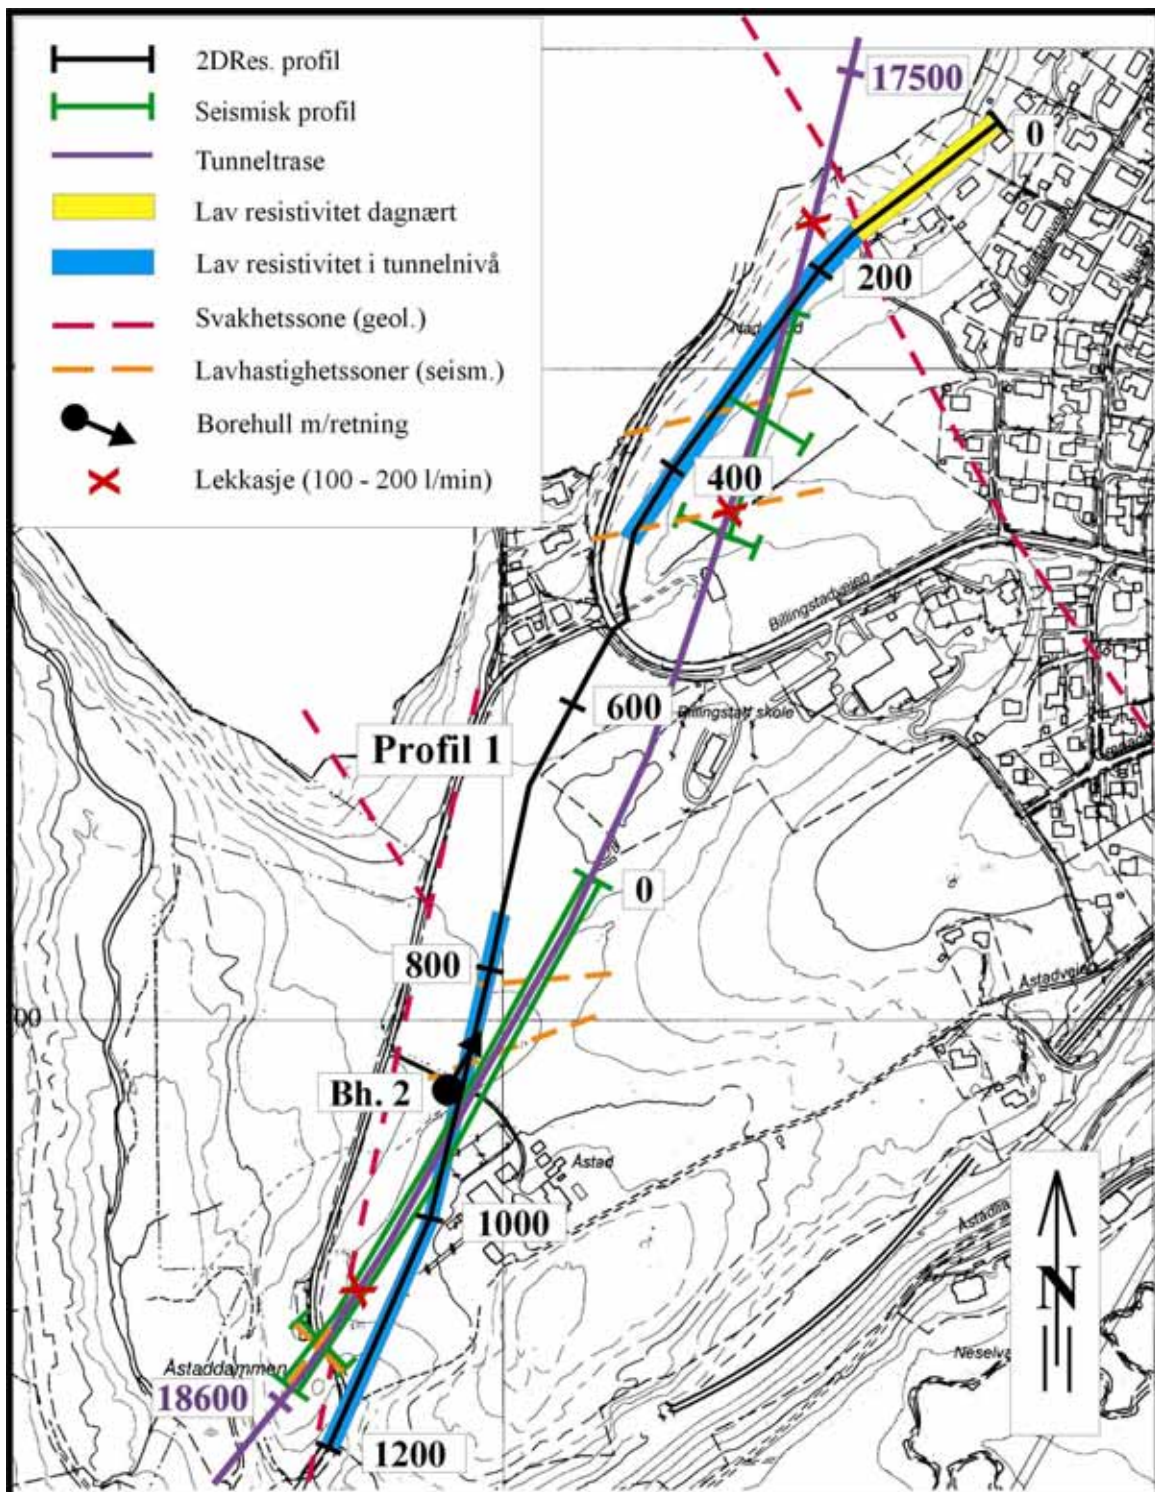 2DRes. profil
Seismisk profil
Tunneltrase
Lav resistivitet dagnært
Lav resistivitet i tunnelnivå
Svakhetssone (geol.)
Lavhastighetssoner (seism.)
Borehull m/retning
Lekkasje (100 - 200 l/min)
17500
0
200
400
Billingstadveien
600
Billingstad skole
Profil 1
0
800
Åstadveien
00
Bh. 2
Åstad
1000
N
Åstaddammen
18600
1200